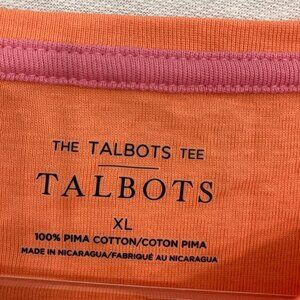 THE TALBOTS TEE
TALBOTS
XL
100% PIMA COTTON/COTON PIMA
MADE IN NICARAGUA/FABRIQUÉ AU NICARAGUA